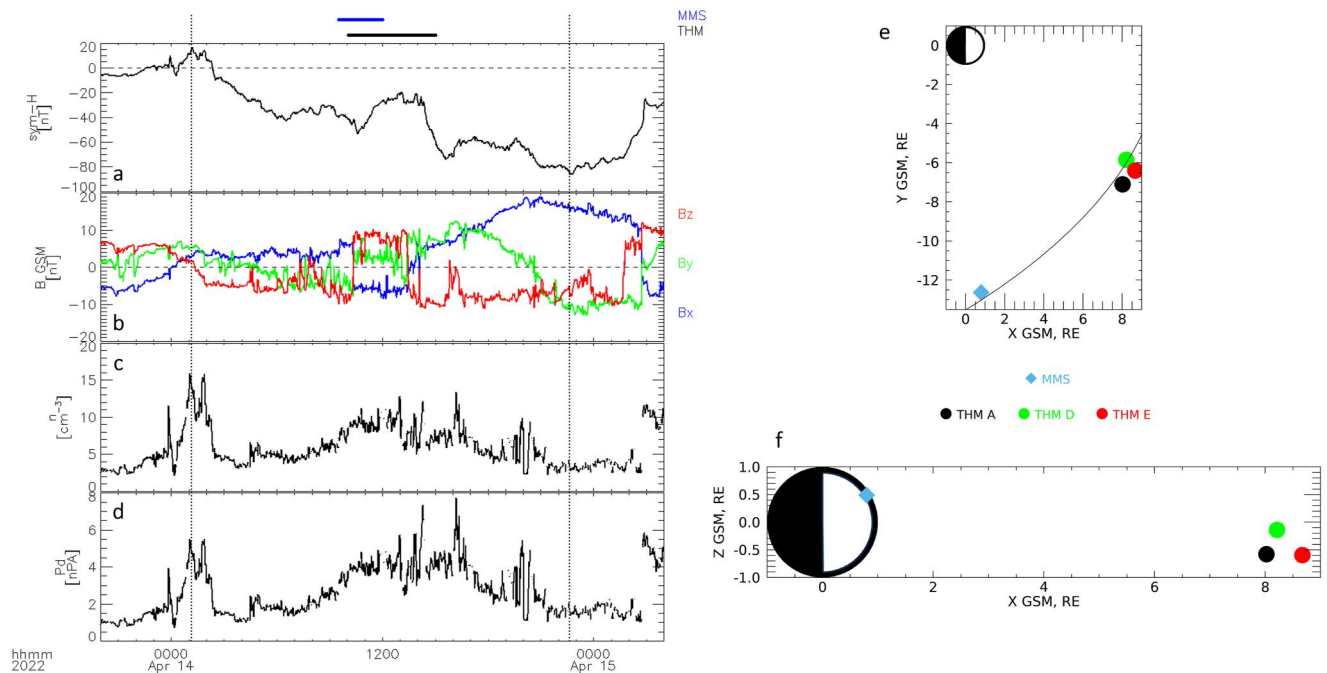 MMS
THM
20
0
−20
−40
−60
−80
−100
sym−H
[nT]
a
20
10
0
−10
−20
B GSM
[nT]
b
Bz
By
Bx
20
15
10
5
0
n
[cm⁻³]
c
8
6
4
2
0
Pd
[nPA]
d
hhmm
2022
0000
Apr 14
1200
0000
Apr 15
e
0
−2
−4
−6
−8
−10
−12
Y GSM, RE
0 2 4 6 8
X GSM, RE
MMS
THM A THM D THM E
f
1.0
0.5
0.0
−0.5
−1.0
Z GSM, RE
0 2 4 6 8
X GSM, RE